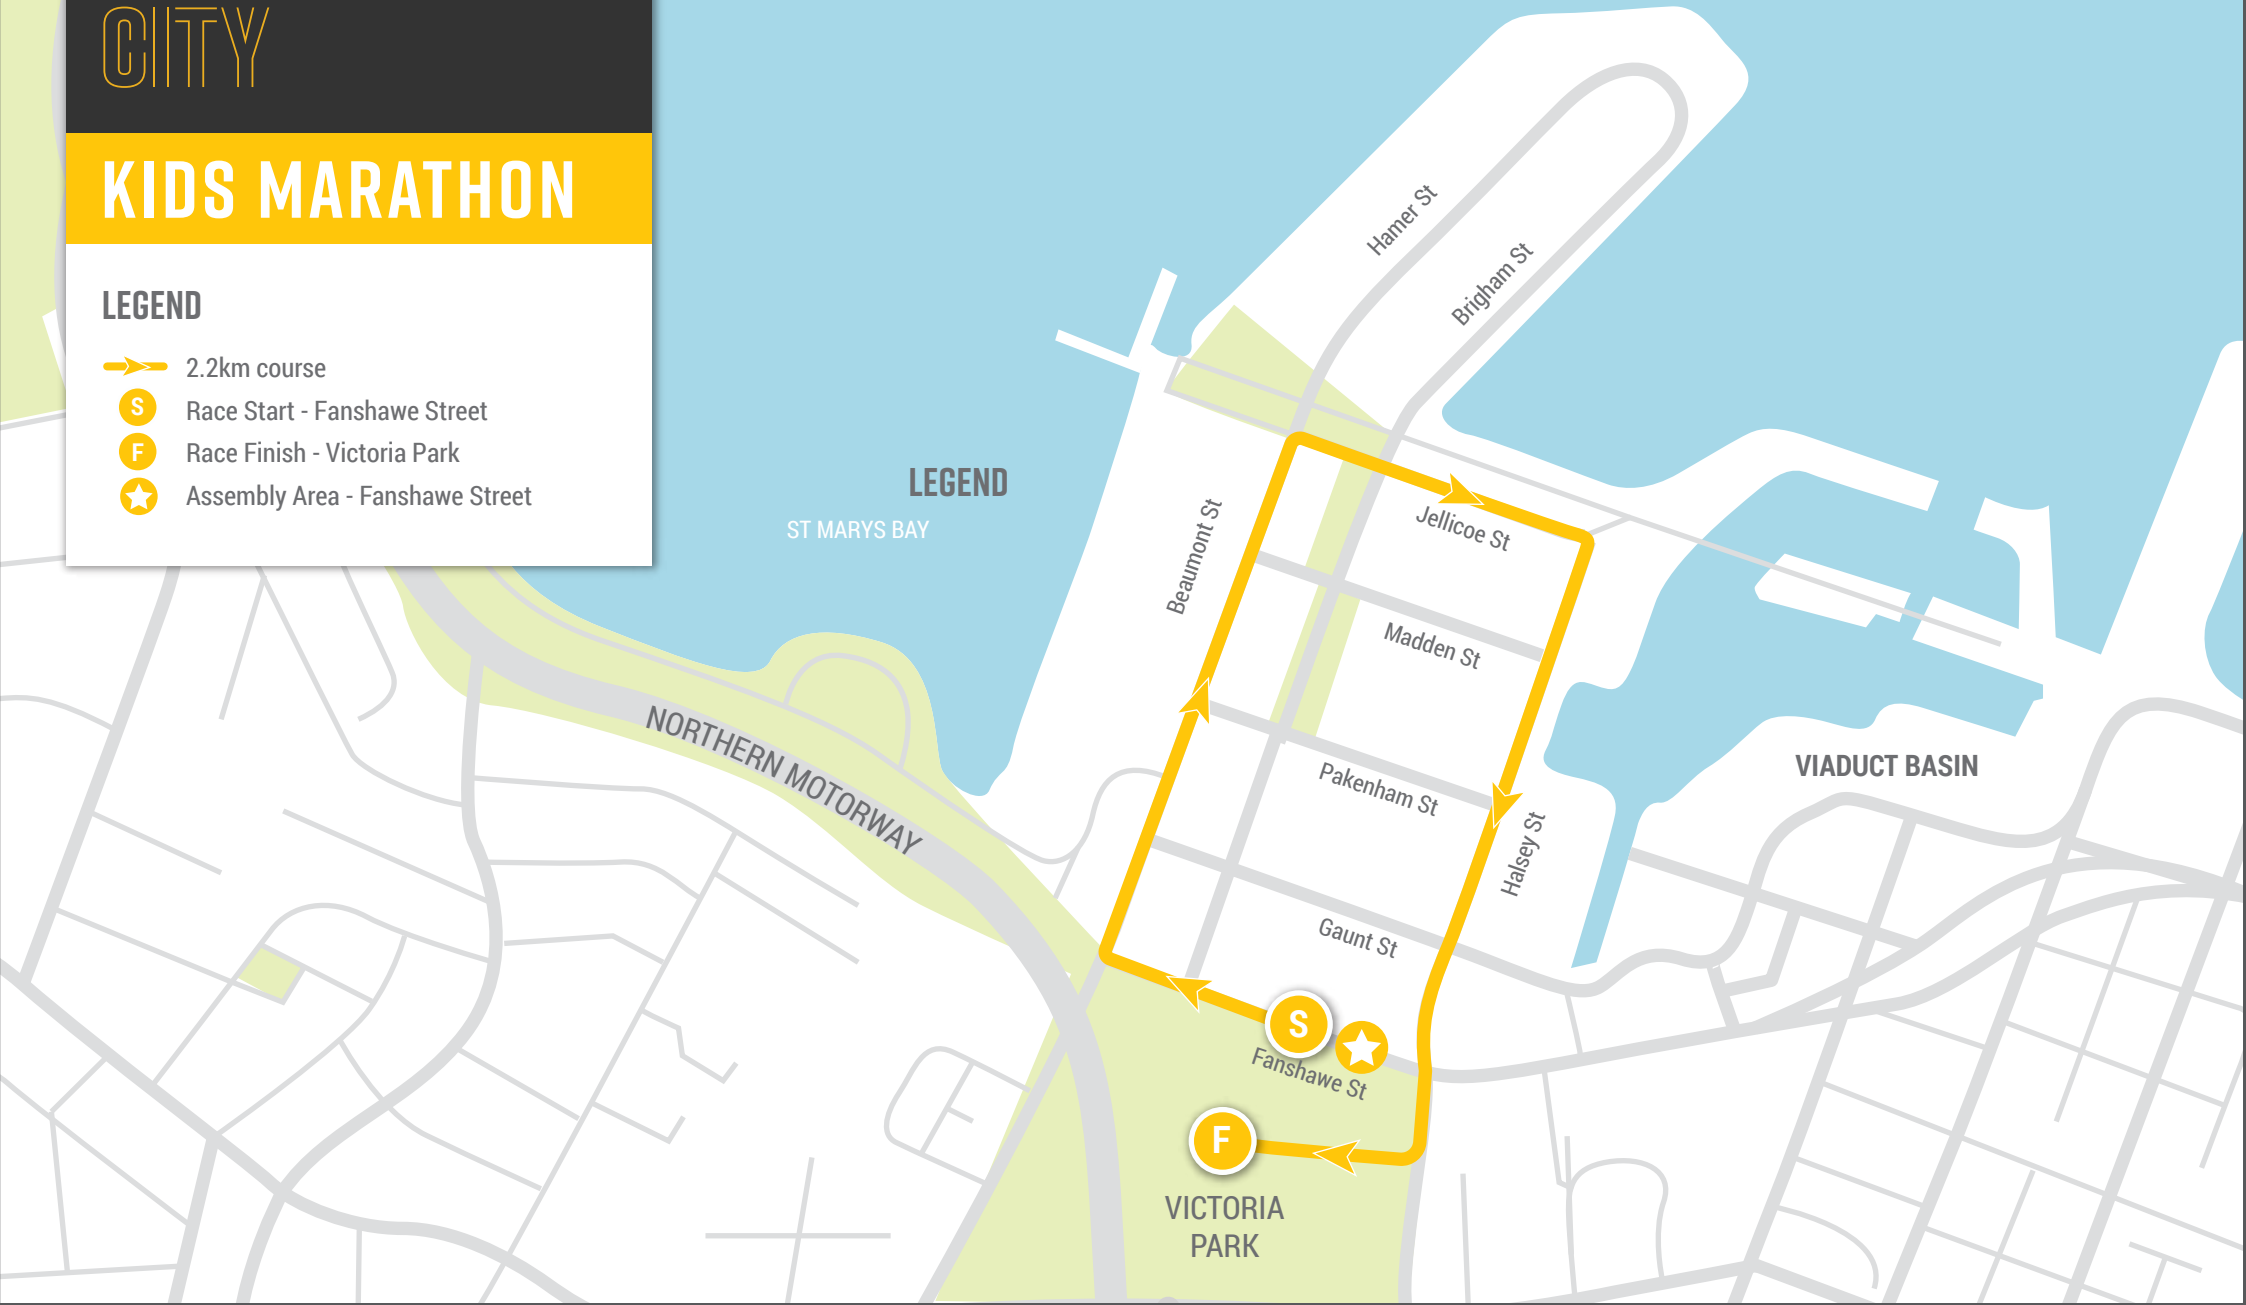 CITY
KIDS MARATHON
LEGEND
2.2km course
S
Race Start - Fanshawe Street
F
Race Finish - Victoria Park
Assembly Area - Fanshawe Street
LEGEND
ST MARYS BAY
Hamer St
Brigham St
Beaumont St
Jellicoe St
Madden St
Pakenham St
Halsey St
Gaunt St
NORTHERN MOTORWAY
VIADUCT BASIN
S
Fanshawe St
F
VICTORIA
PARK